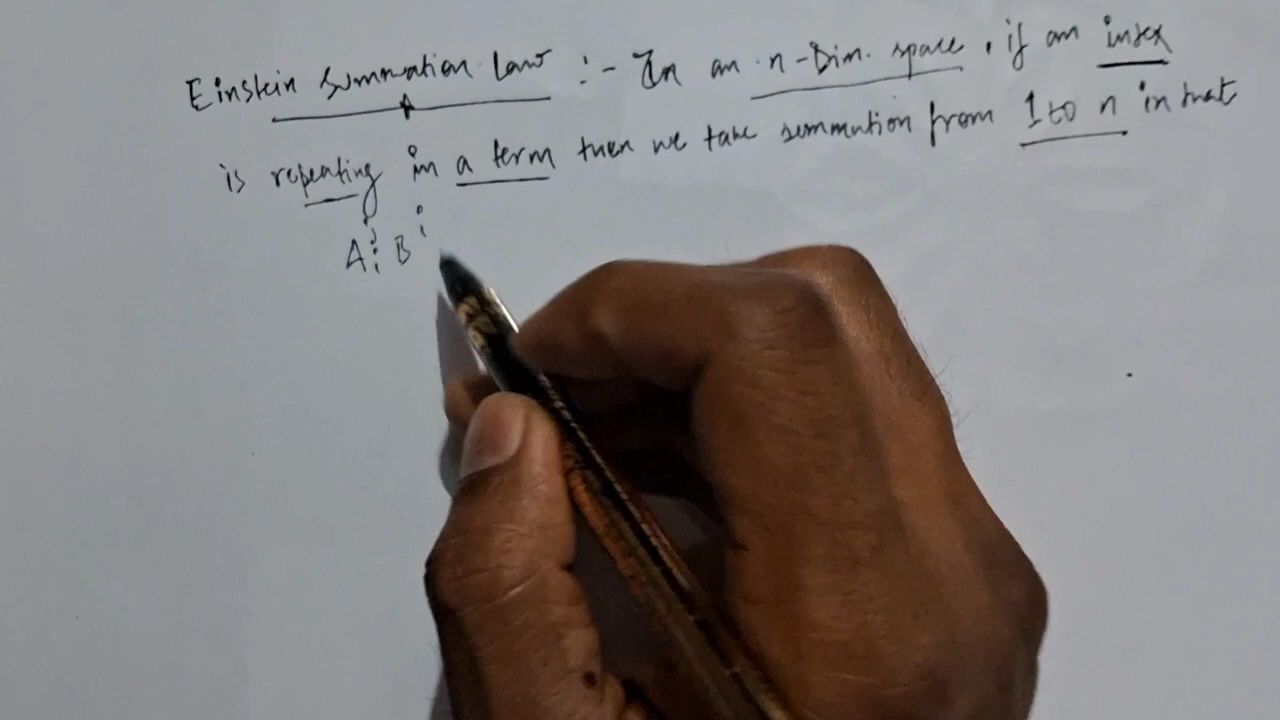 Einstein Summation Law :- In an n-Dim. space, if an index
is repeating in a term then we take summation from 1 to n in that
A^j_i B^i